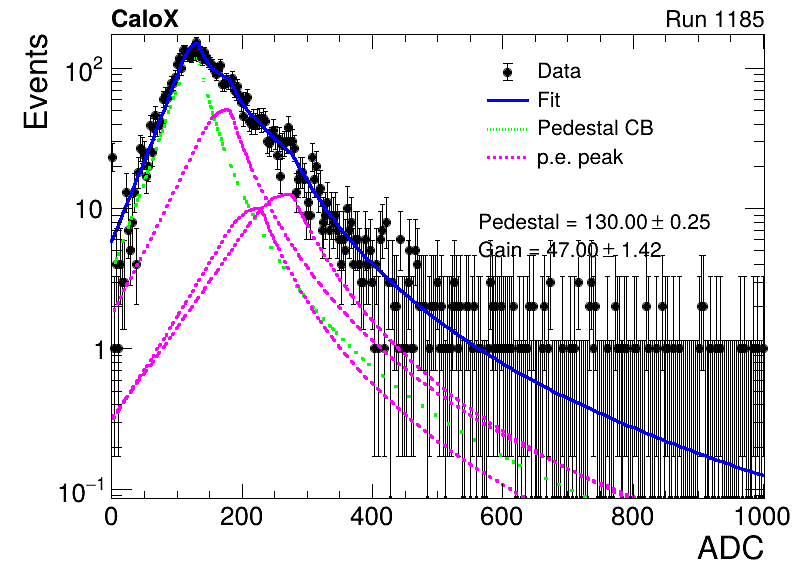 CaloX Run 1185
Events
10²
10
1
10⁻¹
Data
Fit
Pedestal CB
p.e. peak
Pedestal = 130.00 ± 0.25
Gain = 47.00 ± 1.42
0 200 400 600 800 1000
ADC